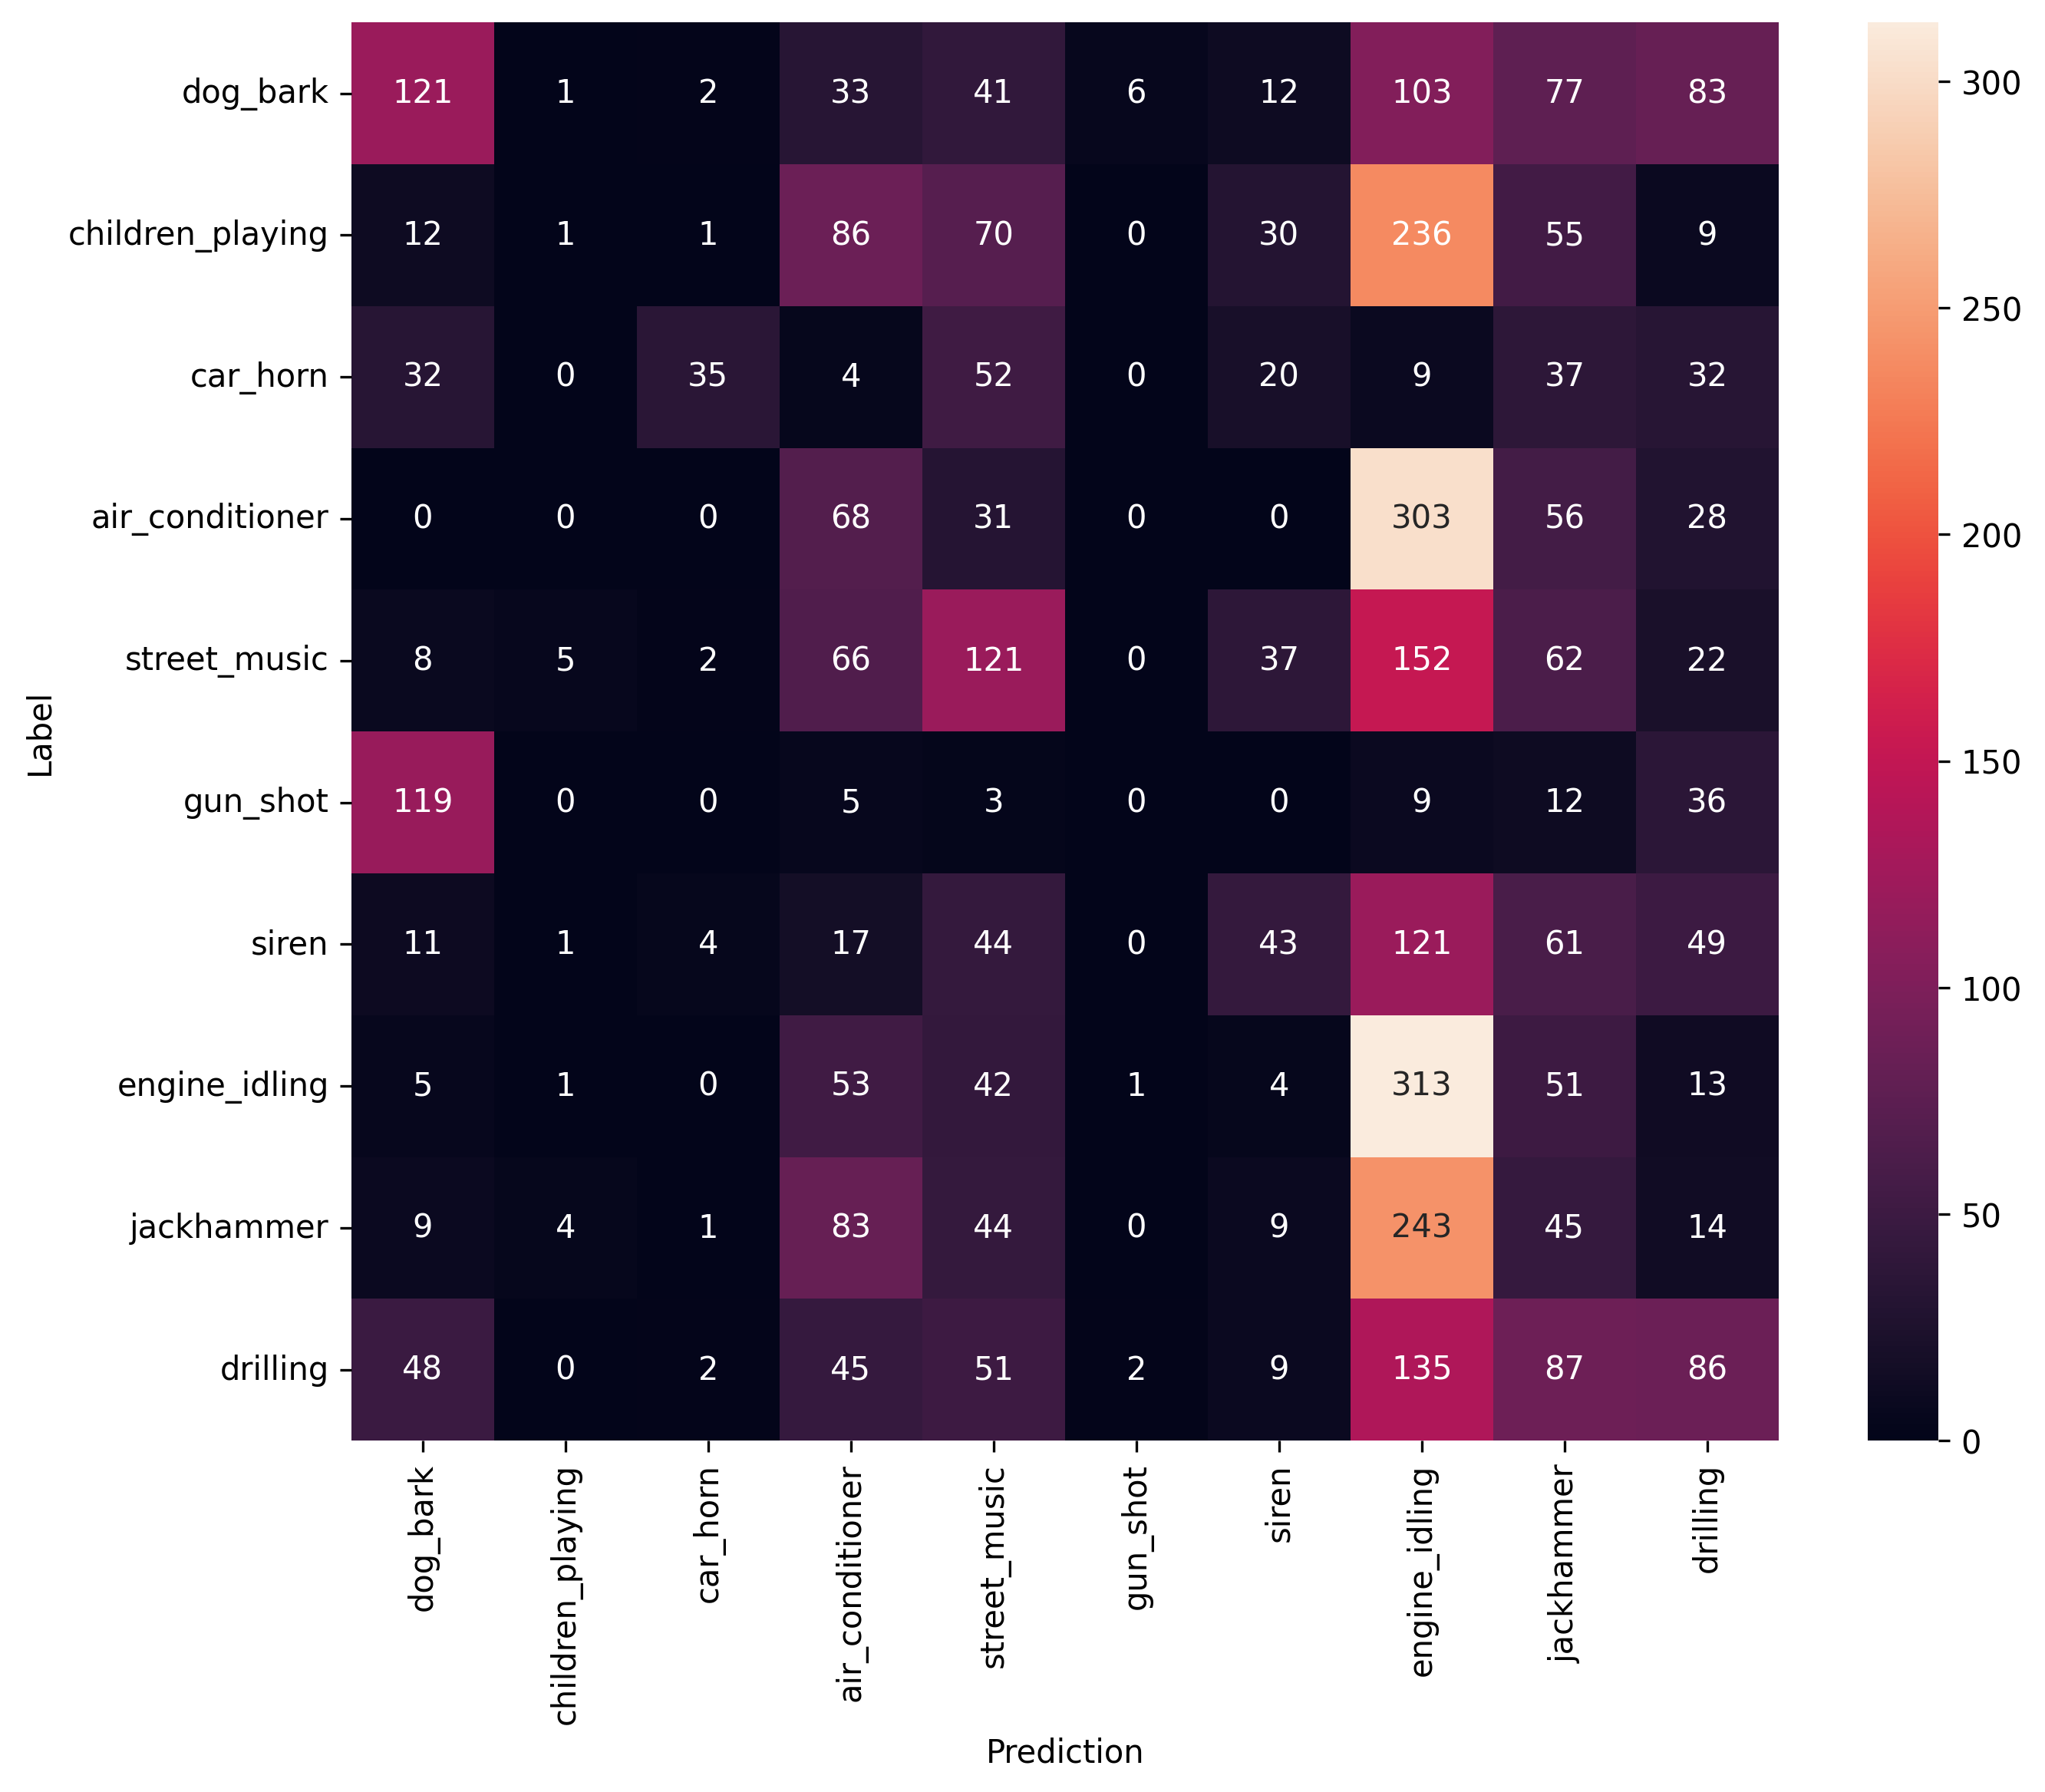 dog_bark 121 1 2 33 41 6 12 103 77 83
children_playing 12 1 1 86 70 0 30 236 55 9
car_horn 32 0 35 4 52 0 20 9 37 32
air_conditioner 0 0 0 68 31 0 0 303 56 28
street_music 8 5 2 66 121 0 37 152 62 22
gun_shot 119 0 0 5 3 0 0 9 12 36
siren 11 1 4 17 44 0 43 121 61 49
engine_idling 5 1 0 53 42 1 4 313 51 13
jackhammer 9 4 1 83 44 0 9 243 45 14
drilling 48 0 2 45 51 2 9 135 87 86
Label
dog_bark
children_playing
car_horn
air_conditioner
street_music
gun_shot
siren
engine_idling
jackhammer
drilling
Prediction
300
250
200
150
100
50
0